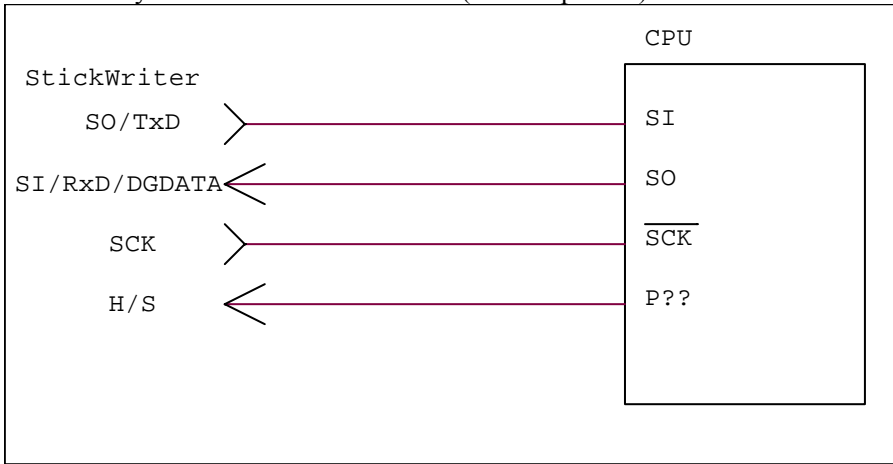 CPU
StickWriter
SO/TxD
SI
SI/RxD/DGDATA
SO
SCK
SCK
H/S
P??